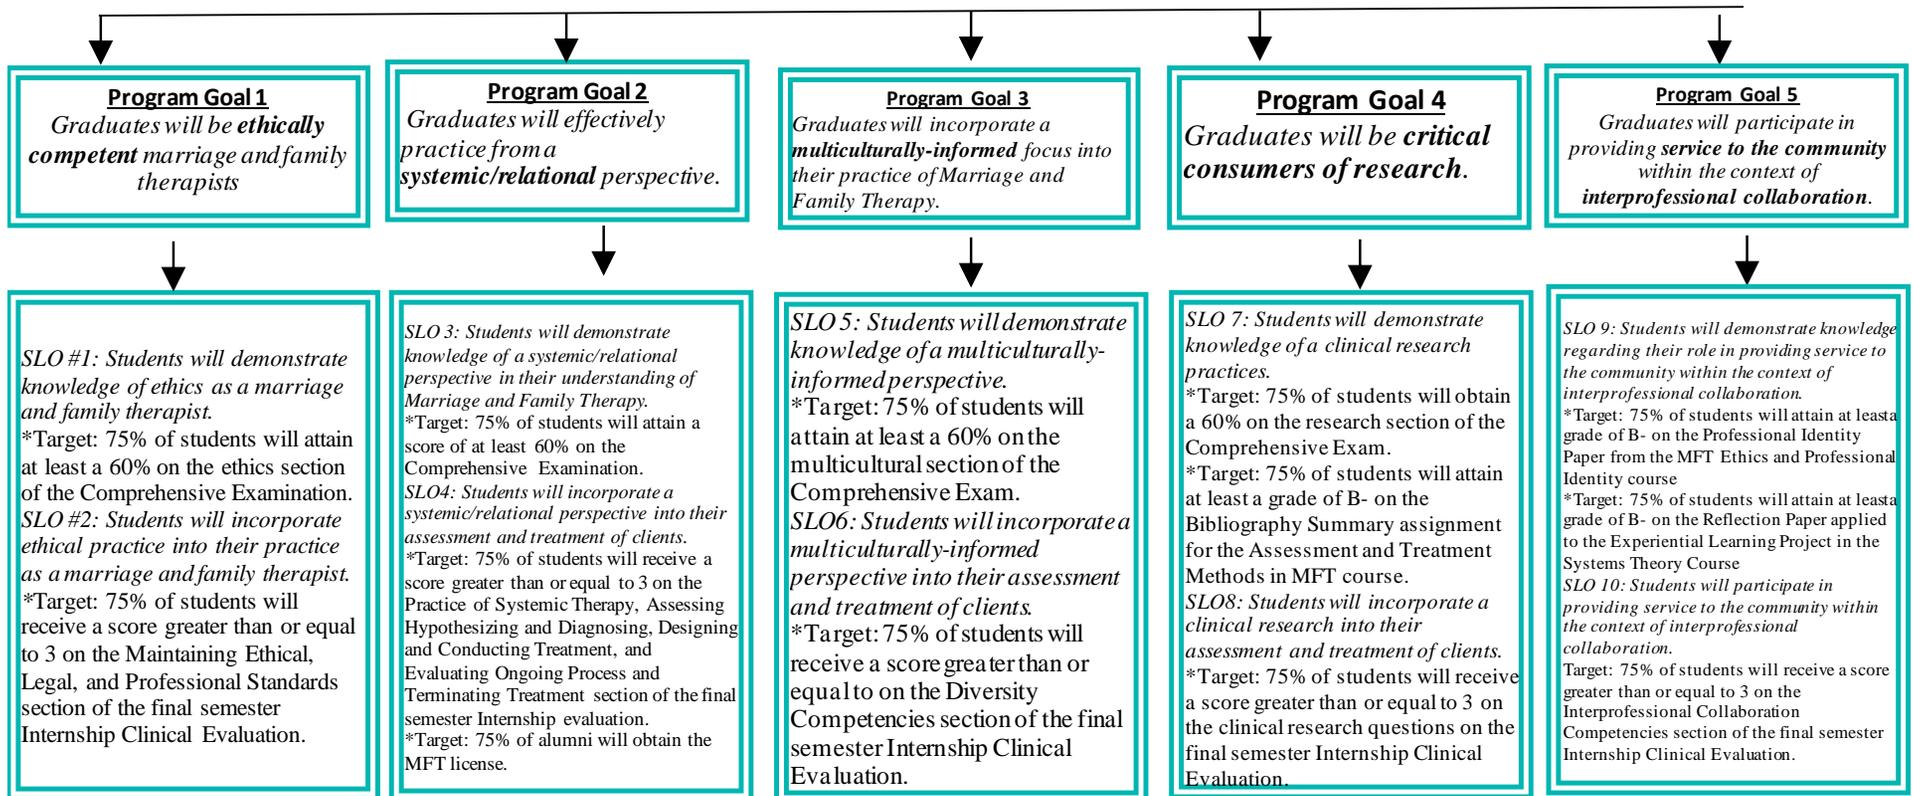 Program Goal 1
Graduates will be ethically
competent marriage and family
therapists
Program Goal 2
Graduates will effectively
practice from a
systemic/relational perspective.
Program Goal 3
Graduates will incorporate a
multiculturally-informed focus into
their practice of Marriage and
Family Therapy.
Program Goal 4
Graduates will be critical
consumers of research.
Program Goal 5
Graduates will participate in
providing service to the community
within the context of
interprofessional collaboration.
SLO #1: Students will demonstrate
knowledge of ethics as a marriage
and family therapist.
*Target: 75% of students will attain
at least a 60% on the ethics section
of the Comprehensive Examination.
SLO #2: Students will incorporate
ethical practice into their practice
as a marriage and family therapist.
*Target: 75% of students will
receive a score greater than or equal
to 3 on the Maintaining Ethical,
Legal, and Professional Standards
section of the final semester
Internship Clinical Evaluation.
SLO 3: Students will demonstrate
knowledge of a systemic/relational
perspective in their understanding of
Marriage and Family Therapy.
*Target: 75% of students will attain a
score of at least 60% on the
Comprehensive Examination.
SLO4: Students will incorporate a
systemic/relational perspective into their
assessment and treatment of clients.
*Target: 75% of students will receive a
score greater than or equal to 3 on the
Practice of Systemic Therapy, Assessing
Hypothesizing and Diagnosing, Designing
and Conducting Treatment, and
Evaluating Ongoing Process and
Terminating Treatment section of the final
semester Internship evaluation.
*Target: 75% of alumni will obtain the
MFT license.
SLO 5: Students will demonstrate
knowledge of a multiculturally-
informed perspective.
*Target: 75% of students will
attain at least a 60% on the
multicultural section of the
Comprehensive Exam.
SLO6: Students will incorporate a
multiculturally-informed
perspective into their assessment
and treatment of clients.
*Target: 75% of students will
receive a score greater than or
equal to on the Diversity
Competencies section of the final
semester Internship Clinical
Evaluation.
SLO 7: Students will demonstrate
knowledge of a clinical research
practices.
*Target: 75% of students will obtain
a 60% on the research section of the
Comprehensive Exam.
*Target: 75% of students will attain
at least a grade of B- on the
Bibliography Summary assignment
for the Assessment and Treatment
Methods in MFT course.
SLO8: Students will incorporate a
clinical research into their
assessment and treatment of clients.
*Target: 75% of students will receive
a score greater than or equal to 3 on
the clinical research questions on the
final semester Internship Clinical
Evaluation.
SLO 9: Students will demonstrate knowledge
regarding their role in providing service to
the community within the context of
interprofessional collaboration.
*Target: 75% of students will attain at least a
grade of B- on the Professional Identity
Paper from the MFT Ethics and Professional
Identity course
*Target: 75% of students will attain at least a
grade of B- on the Reflection Paper applied
to the Experiential Learning Project in the
Systems Theory Course
SLO 10: Students will participate in
providing service to the community within
the context of interprofessional
collaboration.
Target: 75% of students will receive a score
greater than or equal to 3 on the
Interprofessional Collaboration
Competencies section of the final semester
Internship Clinical Evaluation.